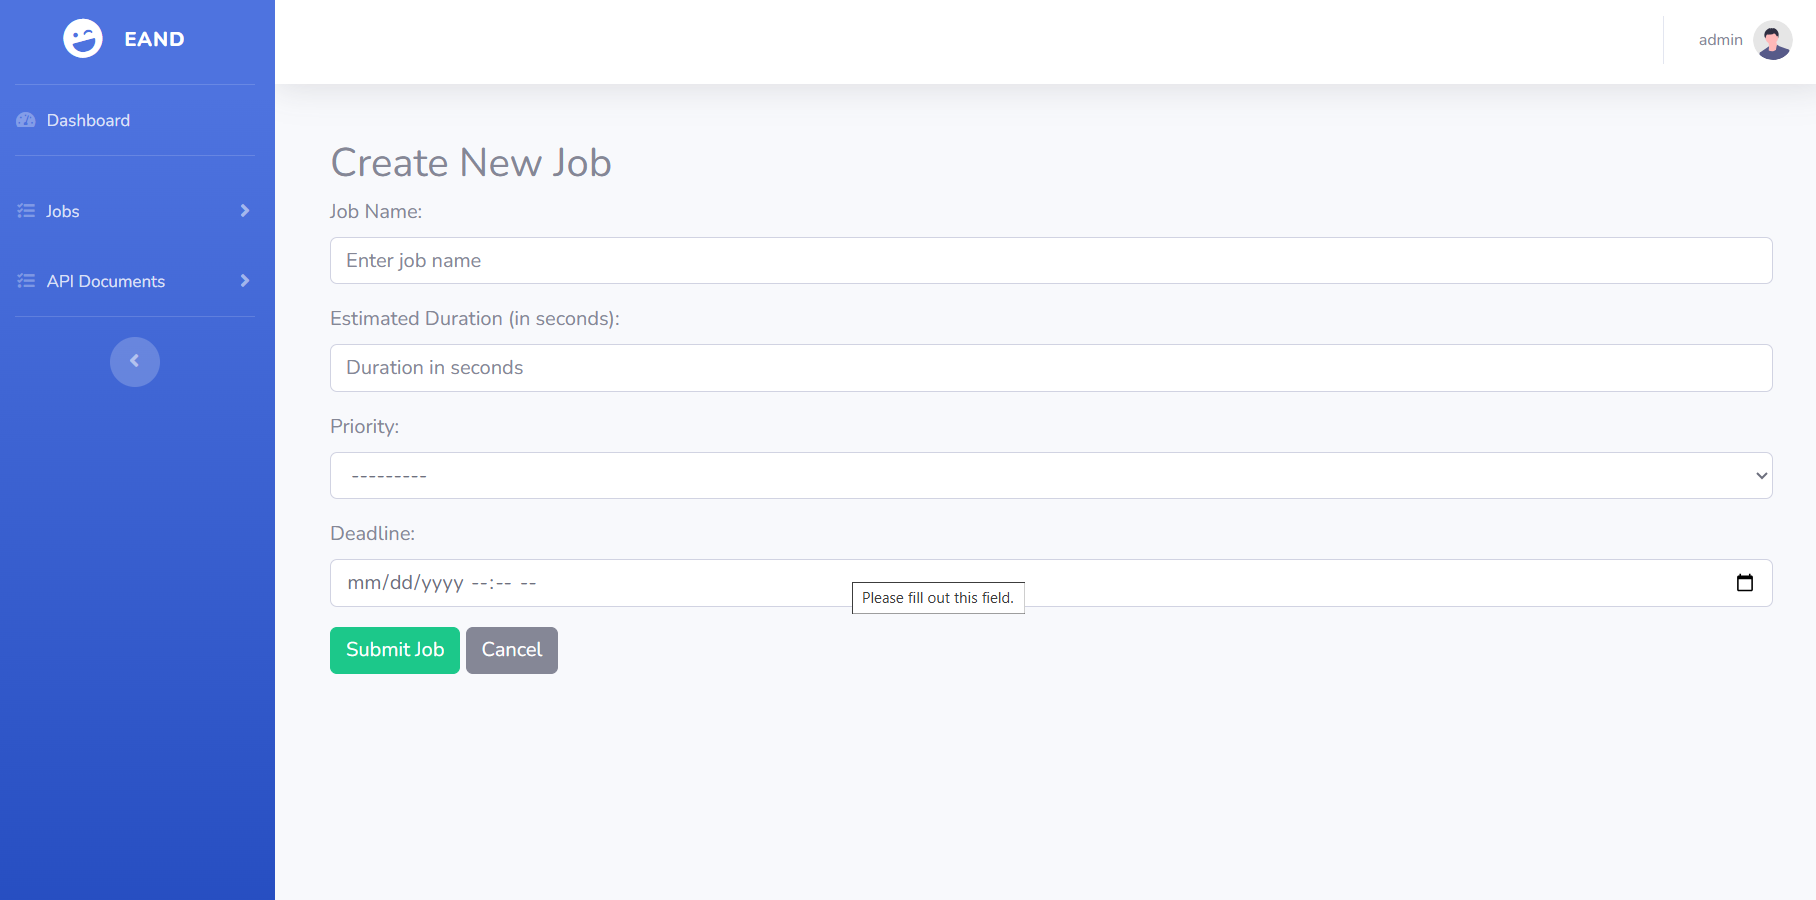 EAND
admin
Dashboard
Jobs
API Documents
Create New Job
Job Name:
Enter job name
Estimated Duration (in seconds):
Duration in seconds
Priority:
---------
Deadline:
mm/dd/yyyy --:-- --
Please fill out this field.
Submit Job Cancel